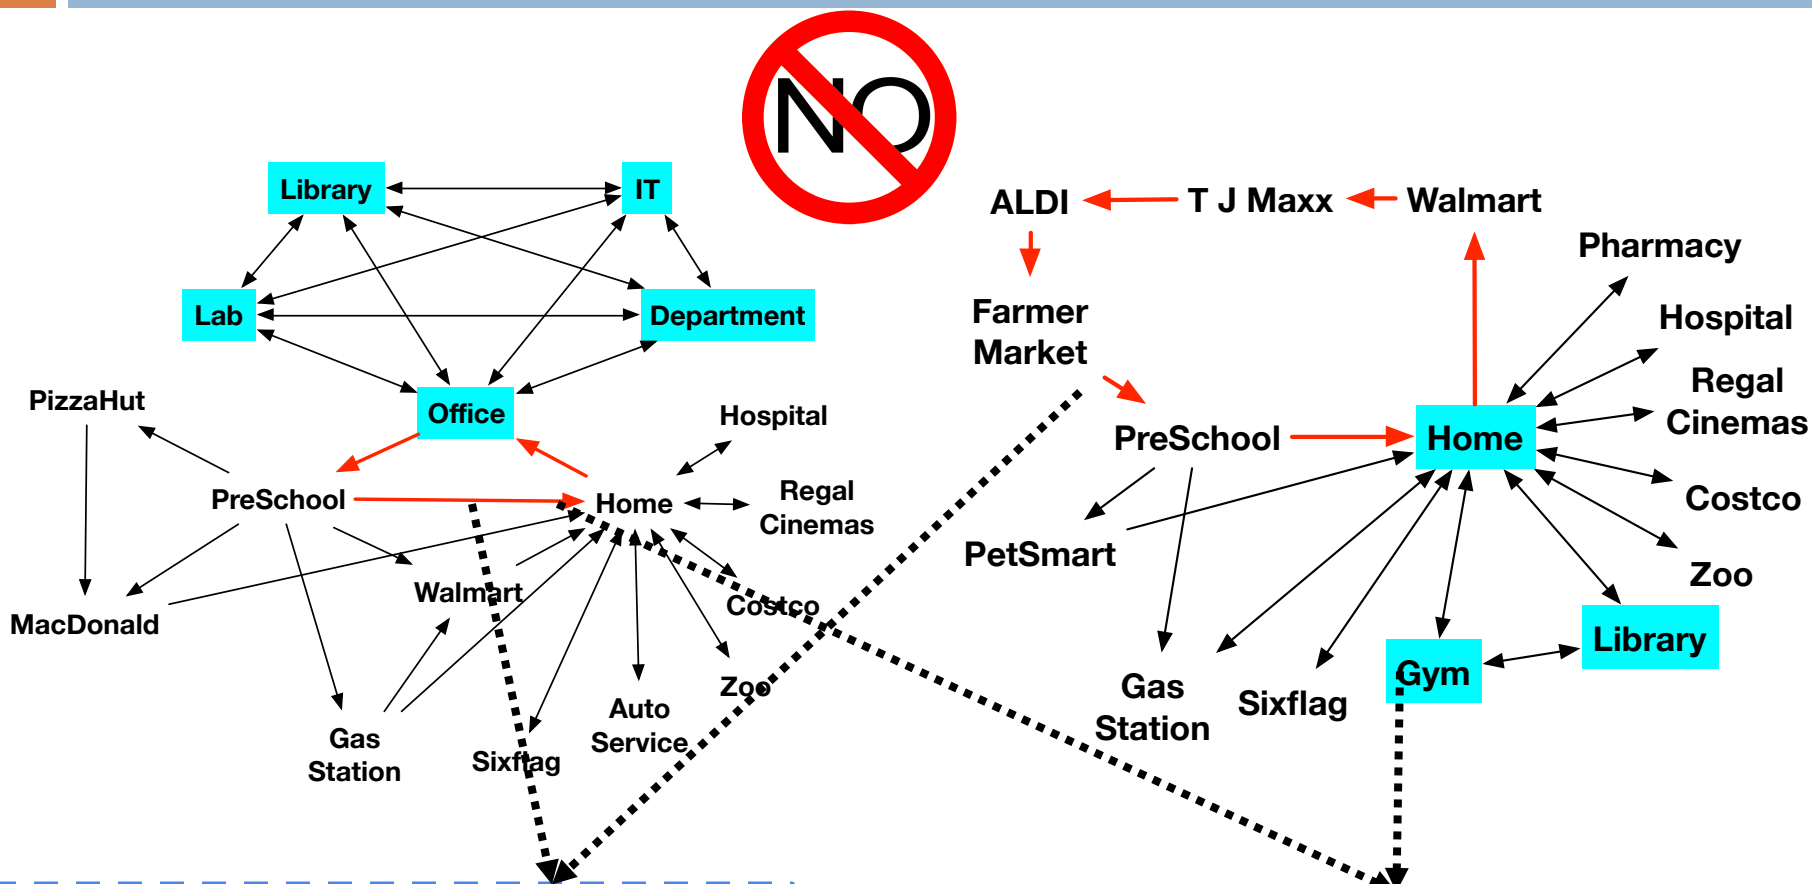 NO
Library
IT
ALDI
T J Maxx
Walmart
Pharmacy
Lab
Department
Farmer
Market
Hospital
Regal
Cinemas
PizzaHut
Office
Hospital
PreSchool
Home
PreSchool
Home
Regal
Cinemas
Costco
PetSmart
Zoo
MacDonald
Walmart
Costco
Library
Gym
Gas
Station
Sixflag
Auto
Service
Zoo
Gas
Station
Sixflag